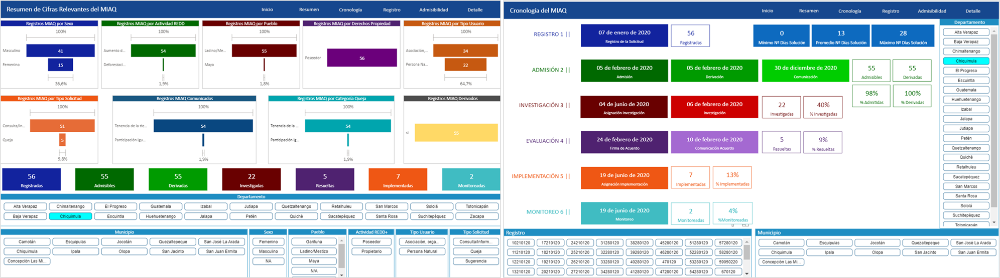 Resumen de Cifras Relevantes del MIAQ
Inicio Resumen Cronología Registro Admisibilidad Detalle
Registros MIAQ por Sexo
100%
Masculino 41
Femenino 15
36,6%
Registros MIAQ por Actividad REDD
100%
Aumento d... 54
Deforestaci...
1,9%
Registros MIAQ por Pueblo
100%
Ladino/Me... 55
Maya
1,8%
Registros MIAQ por Derechos Propiedad
Poseedor 56
Registros MIAQ por Tipo Usuario
100%
Asociación,... 34
Persona Na... 22
64,7%
Registros MIAQ por Tipo Solicitud
100%
Consulta/In... 51
Queja 5
9,8%
Registros MIAQ Comunicados
100%
Tenencia de la tie... 54
Participación igu...
1,9%
Registros MIAQ por Categoría Queja
100%
Tenencia de la ... 54
Participación ig...
1,9%
Registros MIAQ Derivados
si 55
56 55 55 22 5 7 2
Registradas Admisibles Derivadas Investigadas Resueltas Implementadas Monitoreadas
Departamento
Alta Verapaz Chimaltenango El Progreso Guatemala Izabal Jutiapa Quetzaltenango Retalhuleu San Marcos Sololá Totonicapán
Baja Verapaz Chiquimula Escuintla Huehuetenango Jalapa Petén Quiché Sacatepéquez Santa Rosa Suchitepéquez Zacapa
Municipio
Camotán Esquipulas Jocotán Quezaltepeque San José La Arada
Chiquimula Ipala Olopa San Jacinto San Juan Ermita
Concepción Las Mi...
Sexo
Femenino
Masculino
NA
Pueblo
Garifuna
Ladino/Mestizo
Maya
N/A
Actividad REDD+
Poseedor
Propietario
Tipo Usuario
Asociación, orga...
Persona Natural
Tipo Solicitud
Consulta/Inform...
Queja
Sugerencia
Cronología del MIAQ
Inicio Resumen Cronología Registro Admisibilidad Detalle
REGISTRO 1 ||
07 de enero de 2020
Registro de la Solicitud
56
Registradas
0
Mínimo Nº Días Solución
13
Promedio Nº Días Solución
28
Máximo Nº Días Solución
ADMISIÓN 2 ||
05 de febrero de 2020
Admisión
05 de febrero de 2020
Derivación
30 de diciembre de 2020
Comunicación
55
Admisibles
55
Derivadas
98%
% Admitidas
100%
% Derivadas
INVESTIGACIÓN 3 ||
04 de junio de 2020
Asignación Investigación
06 de febrero de 2020
Investigación
22
Investigadas
40%
% Investigadas
EVALUACIÓN 4 ||
24 de febrero de 2020
Firma de Acuerdo
10 de febrero de 2020
Comunicación Acuerdo
5
Resueltas
9%
% Resueltas
IMPLEMENTACIÓN 5 ||
19 de junio de 2020
Asignación Implementación
7
Implementadas
13%
% Implementadas
MONITOREO 6 ||
19 de junio de 2020
Monitoreo
2
Monitoreadas
4%
%Monitoreadas
Departamento
Alta Verapaz
Baja Verapaz
Chimaltenango
Chiquimula
El Progreso
Escuintla
Guatemala
Huehuetenango
Izabal
Jalapa
Jutiapa
Petén
Quetzaltenango
Quiché
Retalhuleu
Sacatepéquez
San Marcos
Santa Rosa
Sololá
Suchitepéquez
Totonicapán
Registro
10210120 17210120 24210120 31280120 38280120 45280120 51280120 57280120
11210120 18210120 25210120 32280120 39280120 46280120 52280120 58280120
12210120 19210120 26210120 33280120 40280120 470120 53280120 59050220
13210120 20210120 27210120 34280120 41280120 47280120 54280120 670120
Municipio
Camotán Esquipulas Jocotán Quezaltepeque San José La Arada
Chiquimula Ipala Olopa San Jacinto San Juan Ermita
Concepción Las Mi...